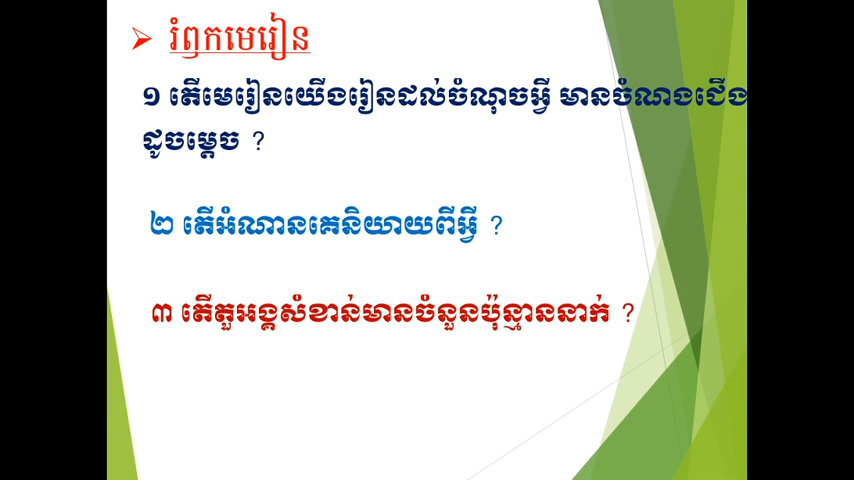 រំឭកមេរៀន
១ តើមេរៀនយើងរៀនដល់ចំណុចអ្វី មានចំណងជើង
ដូចម្ដេច ?
២ តើអំណានគេនិយាយពីអ្វី ?
៣ តើតួអង្គសំខាន់មានចំនួនប៉ុន្មាននាក់ ?